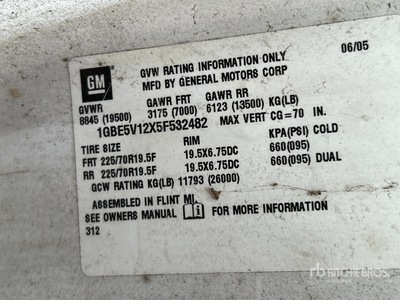 06/05
GM
GVW RATING INFORMATION ONLY
MFD BY GENERAL MOTORS CORP
GVWR GAWR FRT GAWR RR
8845 (19500) 3175 (7000) 6123 (13500) KG(LB)
1GBE5V12X5F532482 MAX VERT CG=70 IN.
TIRE SIZE RIM KPA(PSI) COLD
FRT 225/70R19.5F 19.5X6.75DC 660(095)
RR 225/70R19.5F 19.5X6.75DC 660(095) DUAL
GCW RATING KG(LB) 11793 (26000)
ASSEMBLED IN FLINT MI.
SEE OWNERS MANUAL FOR MORE INFORMATION
312
rb
RITCHIE BROS